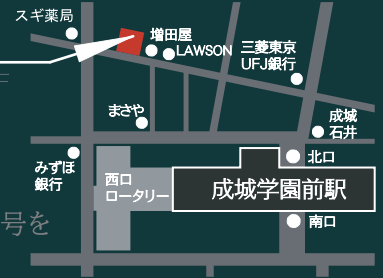 スギ薬局
増田屋
LAWSON
三菱東京
UFJ銀行
まさや
成城
石井
みずほ
銀行
西口
ロータリー
北口
成城学園前駅
南口
号を